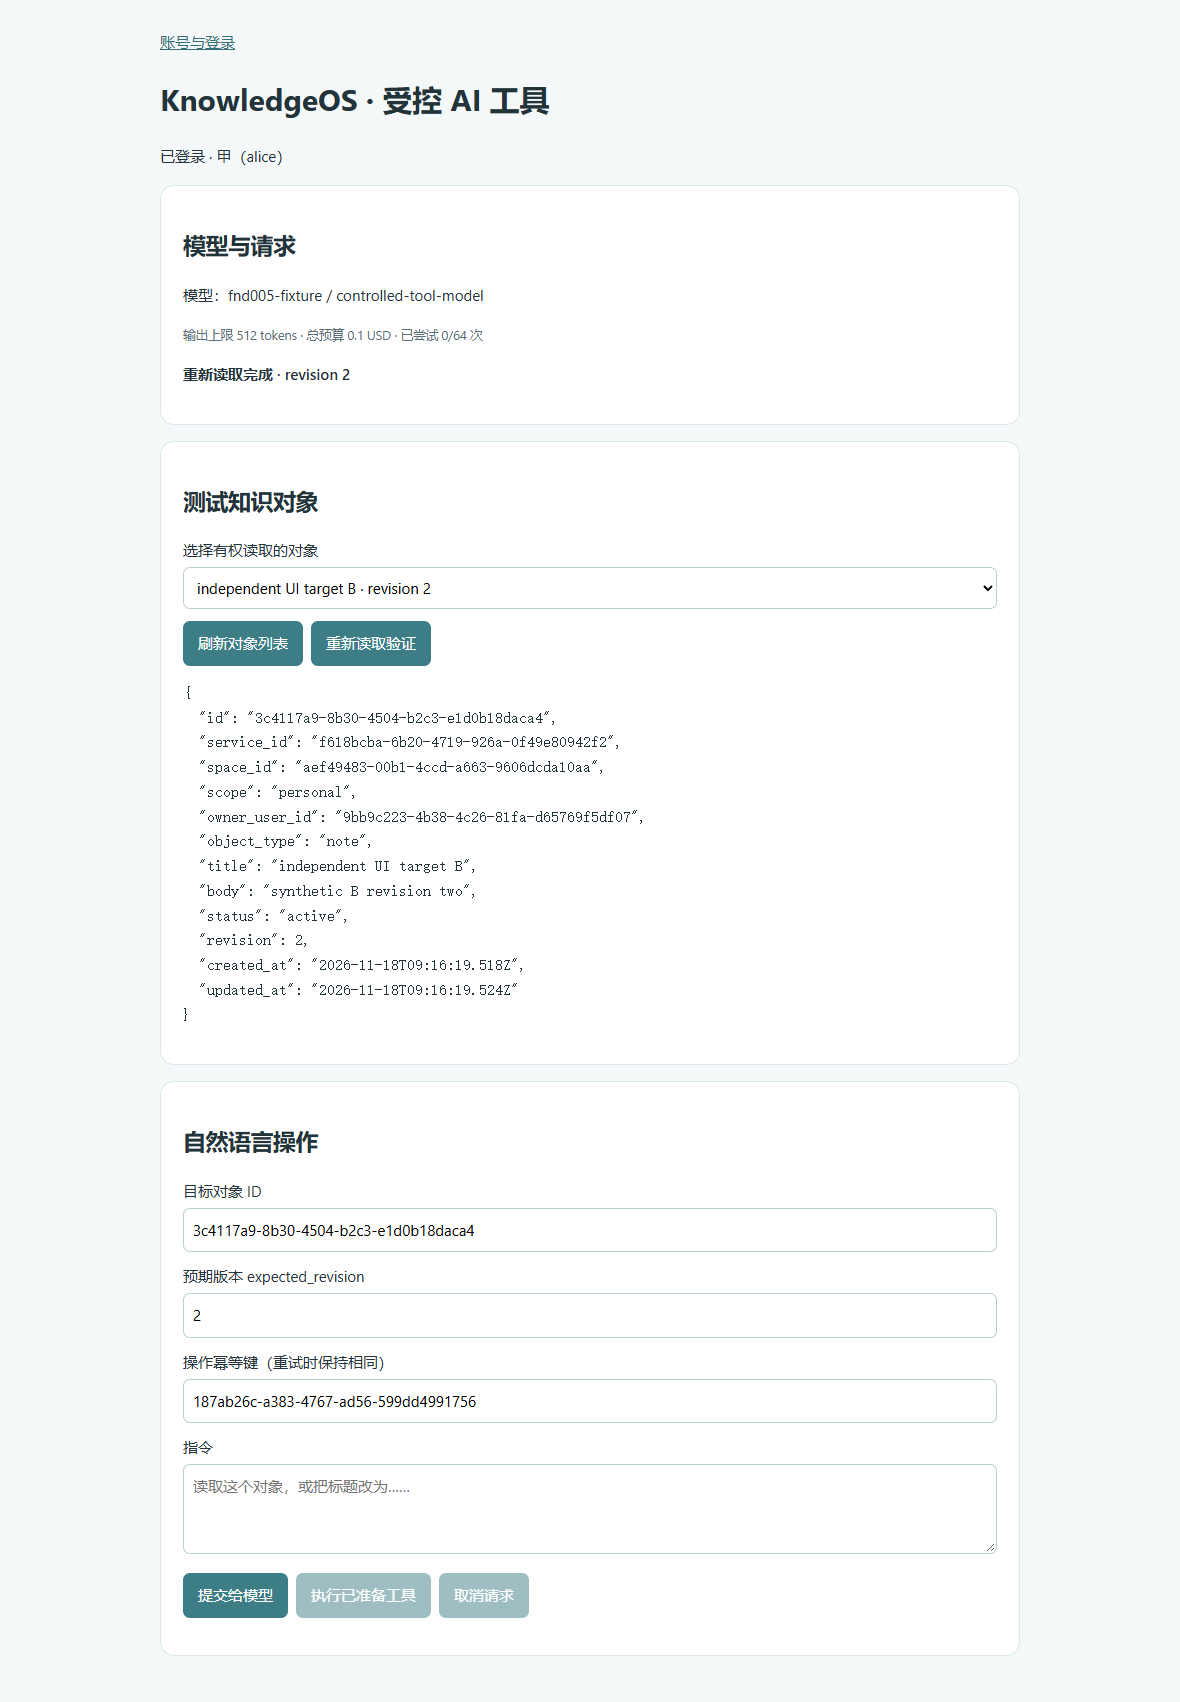 账号与登录
KnowledgeOS · 受控 AI 工具
已登录 · 甲（alice）
模型与请求
模型：fnd005-fixture / controlled-tool-model
输出上限 512 tokens · 总预算 0.1 USD · 已尝试 0/64 次
重新读取完成 · revision 2
测试知识对象
选择有权读取的对象
independent UI target B · revision 2
刷新对象列表 重新读取验证
{
"id": "3c4117a9-8b30-4504-b2c3-e1d0b18daca4",
"service_id": "f618bcba-6b20-4719-926a-0f49e80942f2",
"space_id": "aef49483-00b1-4ccd-a663-9606dcda10aa",
"scope": "personal",
"owner_user_id": "9bb9c223-4b38-4c26-81fa-d65769f5df07",
"object_type": "note",
"title": "independent UI target B",
"body": "synthetic B revision two",
"status": "active",
"revision": 2,
"created_at": "2026-11-18T09:16:19.518Z",
"updated_at": "2026-11-18T09:16:19.524Z"
}
自然语言操作
目标对象 ID
3c4117a9-8b30-4504-b2c3-e1d0b18daca4
预期版本 expected_revision
2
操作幂等键（重试时保持相同）
187ab26c-a383-4767-ad56-599dd4991756
指令
读取这个对象，或把标题改为……
提交给模型 执行已准备工具 取消请求